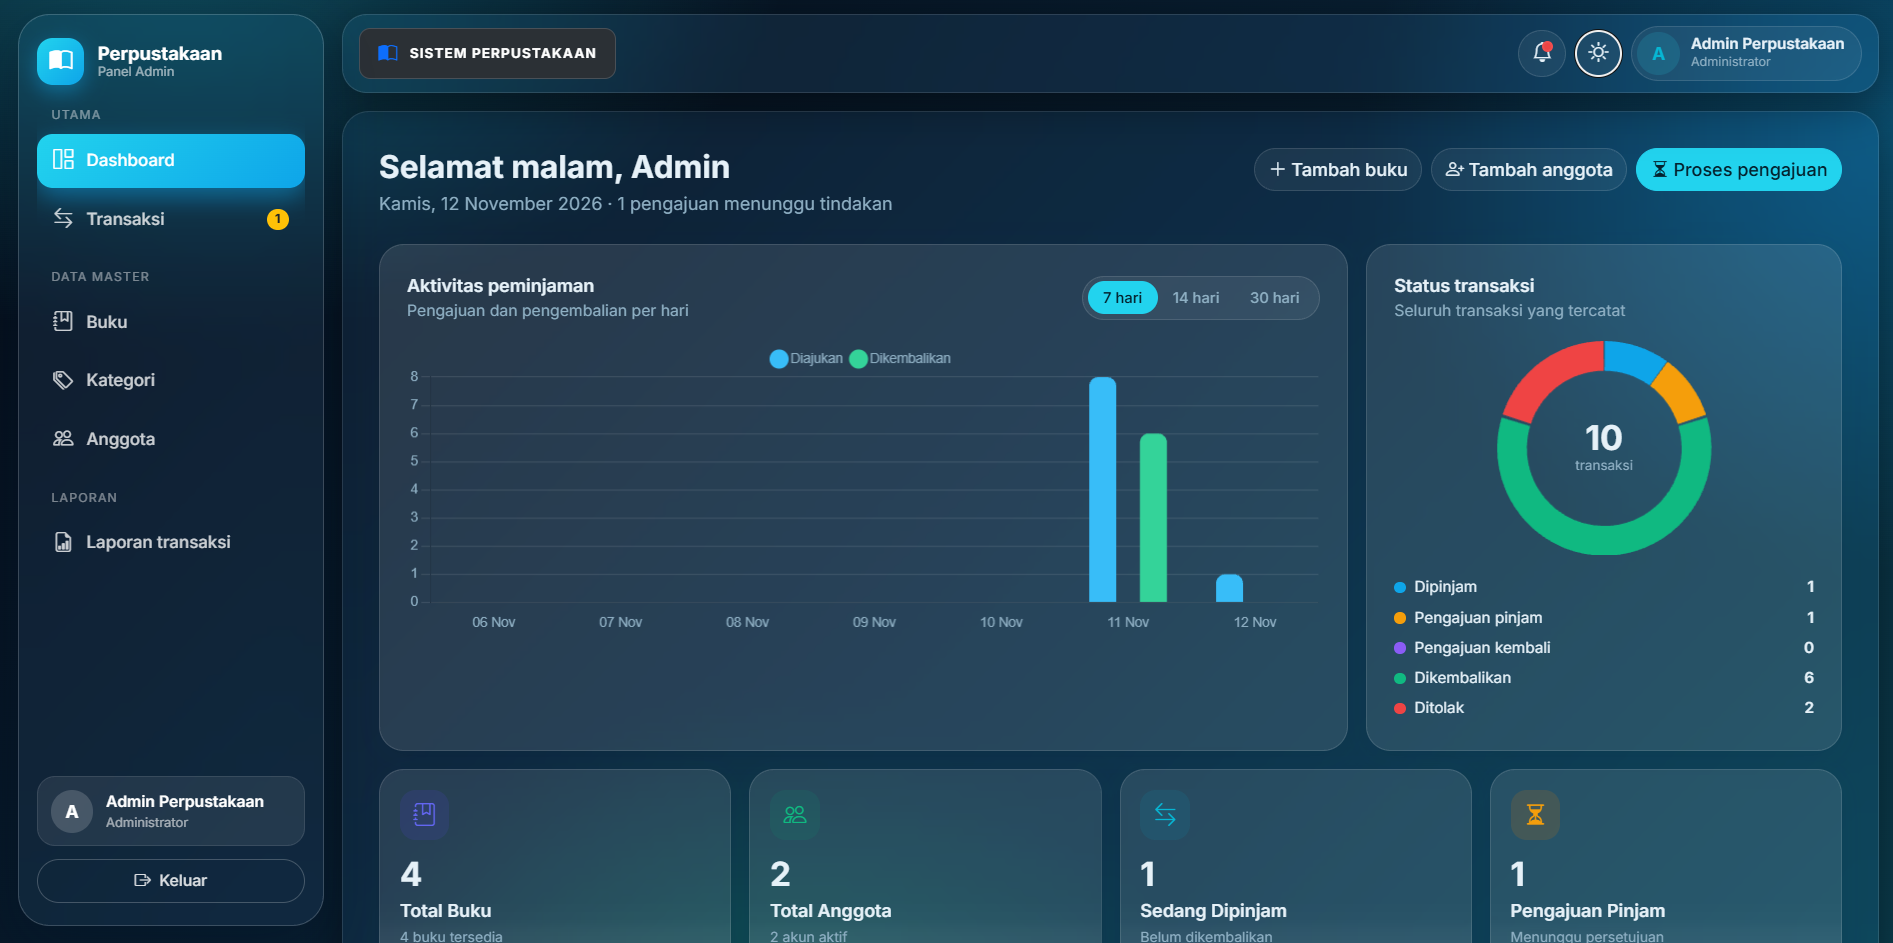 Perpustakaan
Panel Admin
UTAMA
Dashboard
Transaksi
1
DATA MASTER
Buku
Kategori
Anggota
LAPORAN
Laporan transaksi
A
Admin Perpustakaan
Administrator
Keluar
SISTEM PERPUSTAKAAN
A
Admin Perpustakaan
Administrator
Selamat malam, Admin
Kamis, 12 November 2026 · 1 pengajuan menunggu tindakan
Tambah buku
Tambah anggota
Proses pengajuan
Aktivitas peminjaman
Pengajuan dan pengembalian per hari
7 hari
14 hari
30 hari
Diajukan
Dikembalikan
8
7
6
5
4
3
2
1
0
06 Nov
07 Nov
08 Nov
09 Nov
10 Nov
11 Nov
12 Nov
Status transaksi
Seluruh transaksi yang tercatat
10
transaksi
Dipinjam 1
Pengajuan pinjam 1
Pengajuan kembali 0
Dikembalikan 6
Ditolak 2
4
Total Buku
4 buku tersedia
2
Total Anggota
2 akun aktif
1
Sedang Dipinjam
Belum dikembalikan
1
Pengajuan Pinjam
Menunggu persetujuan